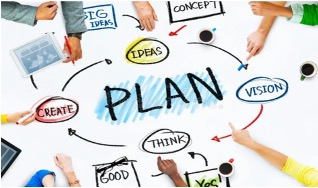 BIG
IDEAS
CONCEPT
IDEAS
PLAN
VISION
CREATE
THINK
GOOD
Yes!